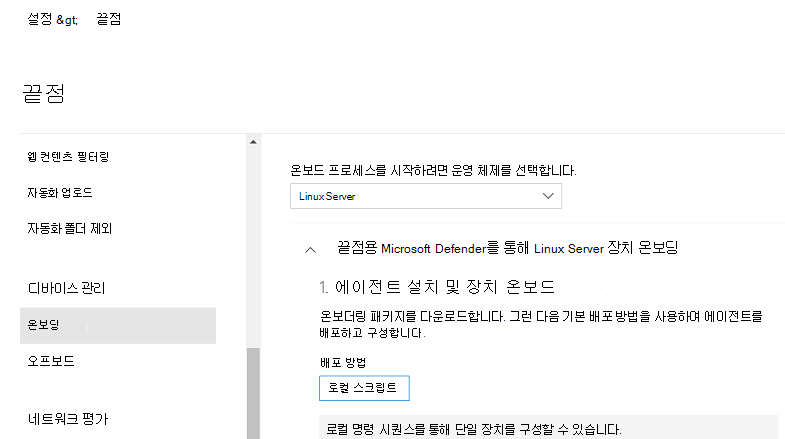 설정 &gt; 끝점
끝점
웹 컨텐츠 필터링
자동화 업로드
자동화 폴더 제외
디바이스 관리
온보딩
오프보드
네트워크 평가
온보드 프로세스를 시작하려면 운영 체제를 선택합니다.
Linux Server
끝점용 Microsoft Defender를 통해 Linux Server 장치 온보딩
1. 에이전트 설치 및 장치 온보드
온보더링 패키지를 다운로드합니다. 그런 다음 기본 배포 방법을 사용하여 에이전트를
배포하고 구성합니다.
배포 방법
로컬 스크립트
로컬 명령 시퀀스를 통해 단일 장치를 구성할 수 있습니다.